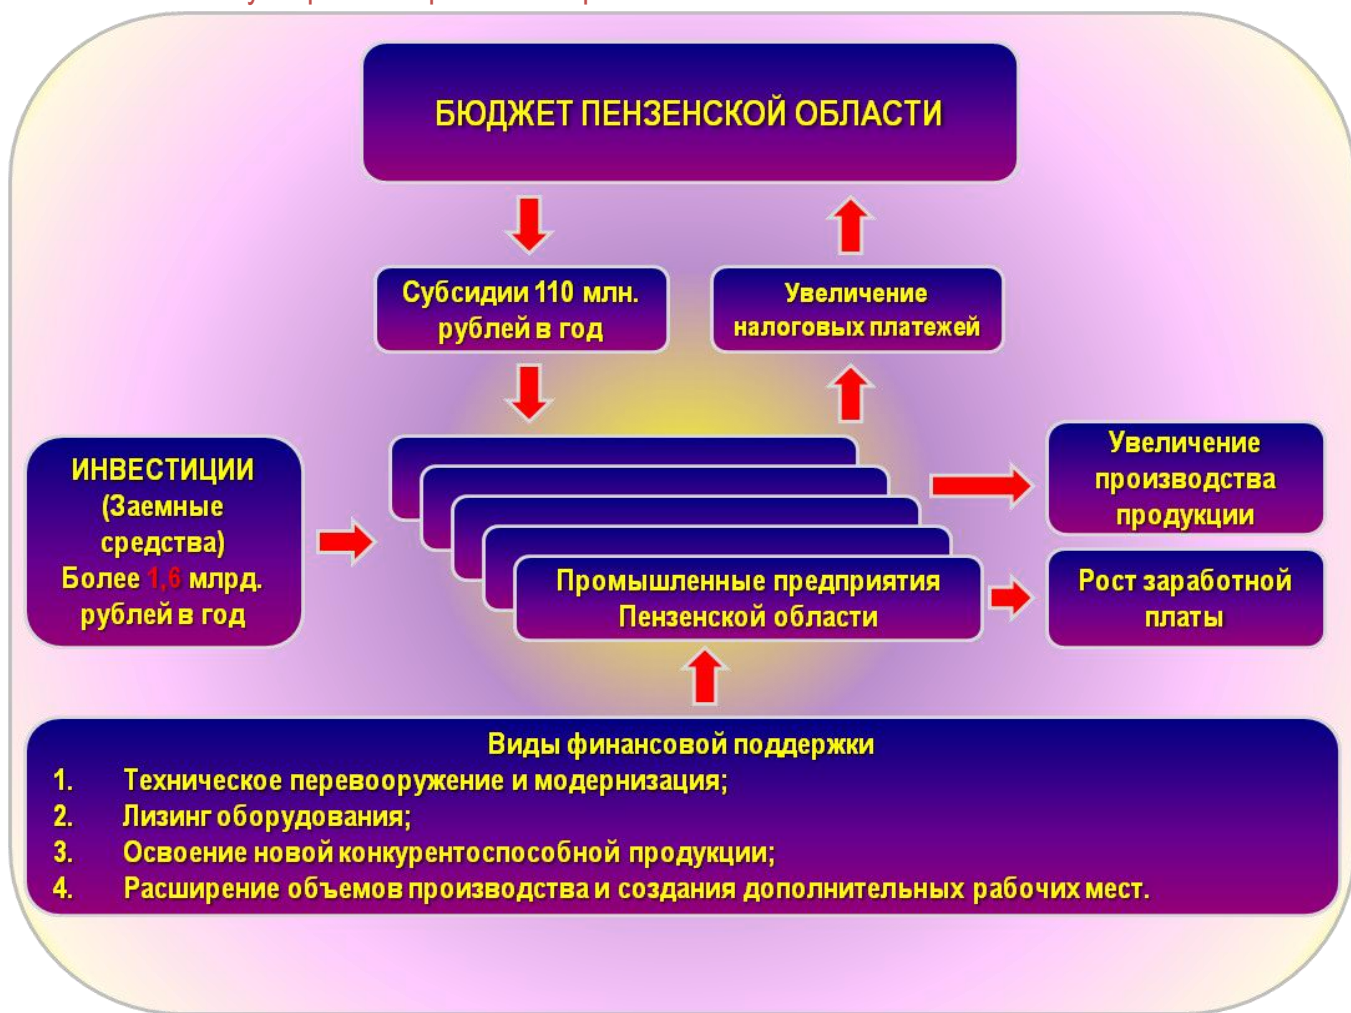 БЮДЖЕТ ПЕНЗЕНСКОЙ ОБЛАСТИ
Субсидии 110 млн.
рублей в год
Увеличение
налоговых платежей
ИНВЕСТИЦИИ
(Заемные
средства)
Более 1,6 млрд.
рублей в год
Промышленные предприятия
Пензенской области
Увеличение
производства
продукции
Рост заработной
платы
Виды финансовой поддержки
1. Техническое перевооружение и модернизация;
2. Лизинг оборудования;
3. Освоение новой конкурентоспособной продукции;
4. Расширение объемов производства и создания дополнительных рабочих мест.